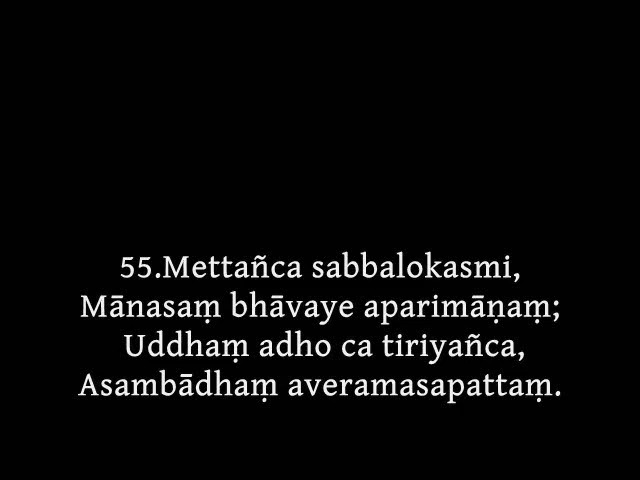 55.Mettañca sabbalokasmi,
Mānasaṃ bhāvaye aparimāṇaṃ;
Uddhaṃ adho ca tiriyañca,
Asambādhaṃ averamasapattaṃ.